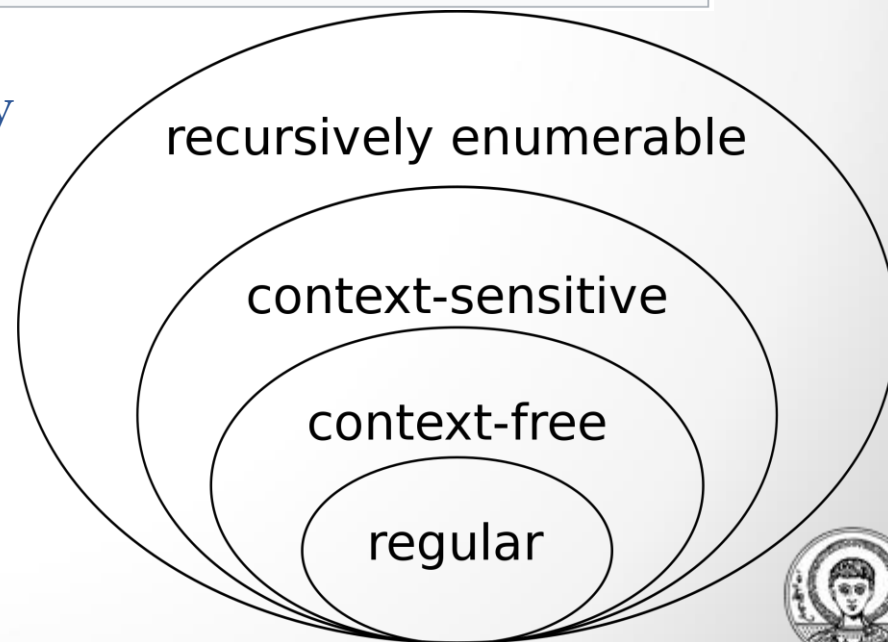 y
recursively enumerable
context-sensitive
context-free
regular